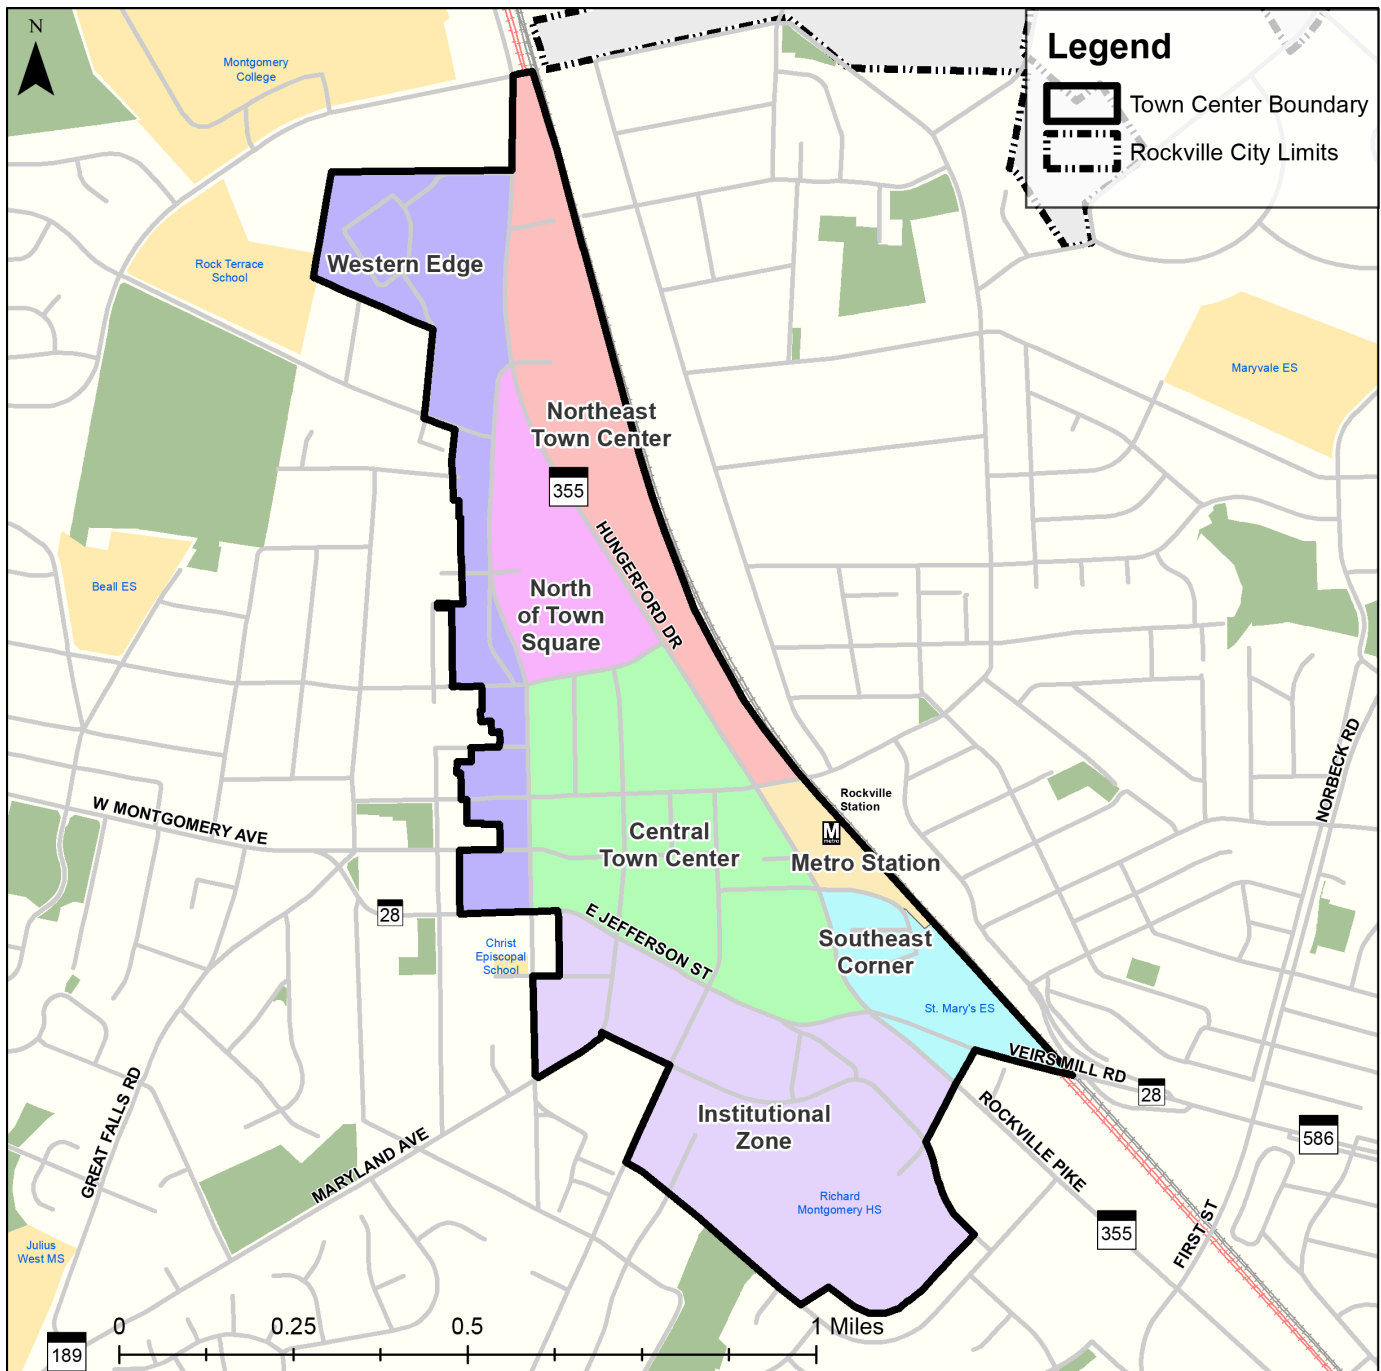 N
Montgomery
College
Legend
Town Center Boundary
Rockville City Limits
Rock Terrace
School
Western Edge
Maryvale ES
Northeast
Town Center
355
HUNGERFORD DR
Beall ES
North
of Town
Square
NORBECK RD
W MONTGOMERY AVE
Rockville
Station
M
metro
Central
Town Center
Metro Station
28
E JEFFERSON ST
Christ
Episcopal
School
Southeast
Corner
St. Mary's ES
VEIRS MILL RD
28
GREAT FALLS RD
MARYLAND AVE
Institutional
Zone
ROCKVILLE PIKE
586
Richard
Montgomery HS
355
FIRST ST
Julius
West MS
189
0
0.25
0.5
1 Miles